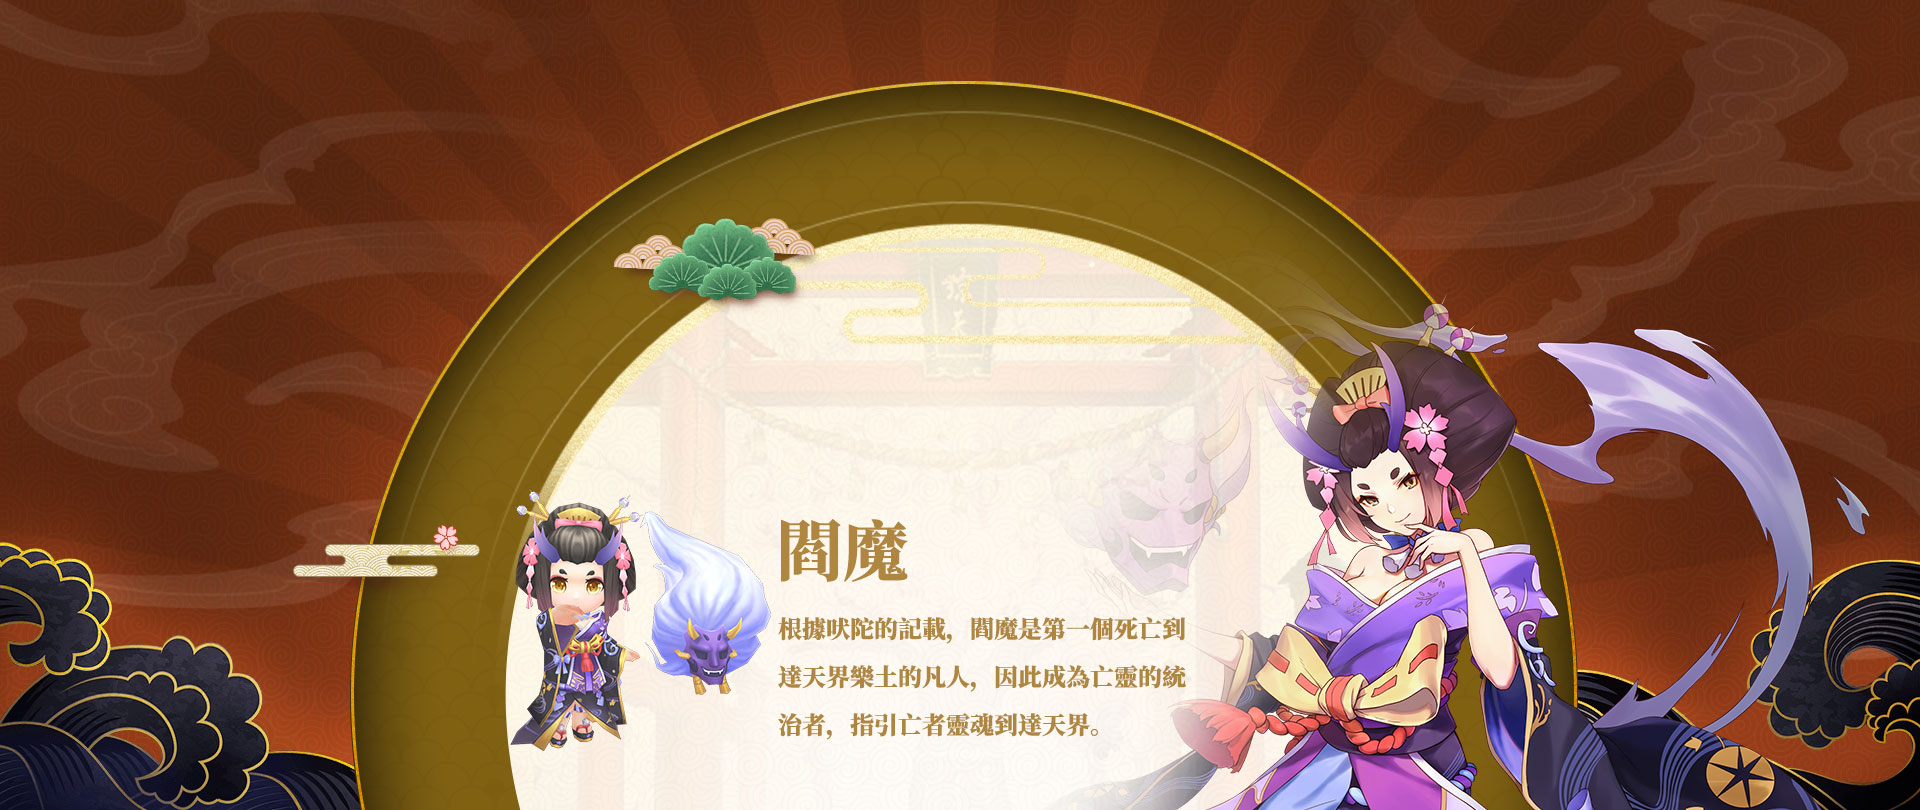 閻魔
根據吠陀的記載，閻魔是第一個死亡到
達天界樂土的凡人，因此成為亡靈的統
治者，指引亡者靈魂到達天界。